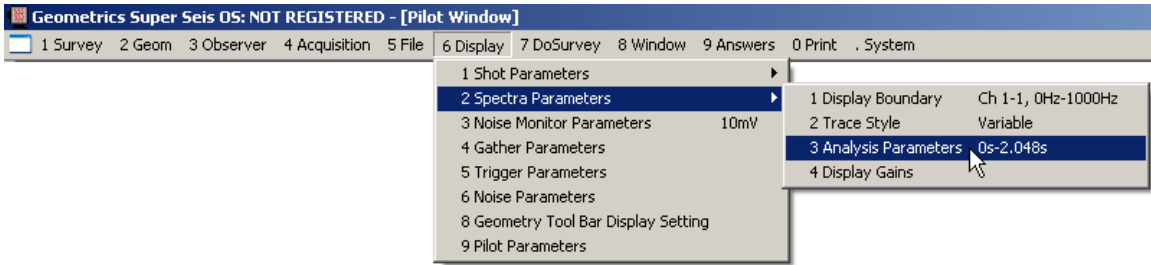 Geometrics Super Seis OS: NOT REGISTERED - [Pilot Window]
1 Survey 2 Geom 3 Observer 4 Acquisition 5 File 6 Display 7 DoSurvey 8 Window 9 Answers 0 Print . System
1 Shot Parameters
2 Spectra Parameters
3 Noise Monitor Parameters 10mV
4 Gather Parameters
5 Trigger Parameters
6 Noise Parameters
8 Geometry Tool Bar Display Setting
9 Pilot Parameters
1 Display Boundary Ch 1-1, 0Hz-1000Hz
2 Trace Style Variable
3 Analysis Parameters 0s-2.048s
4 Display Gains